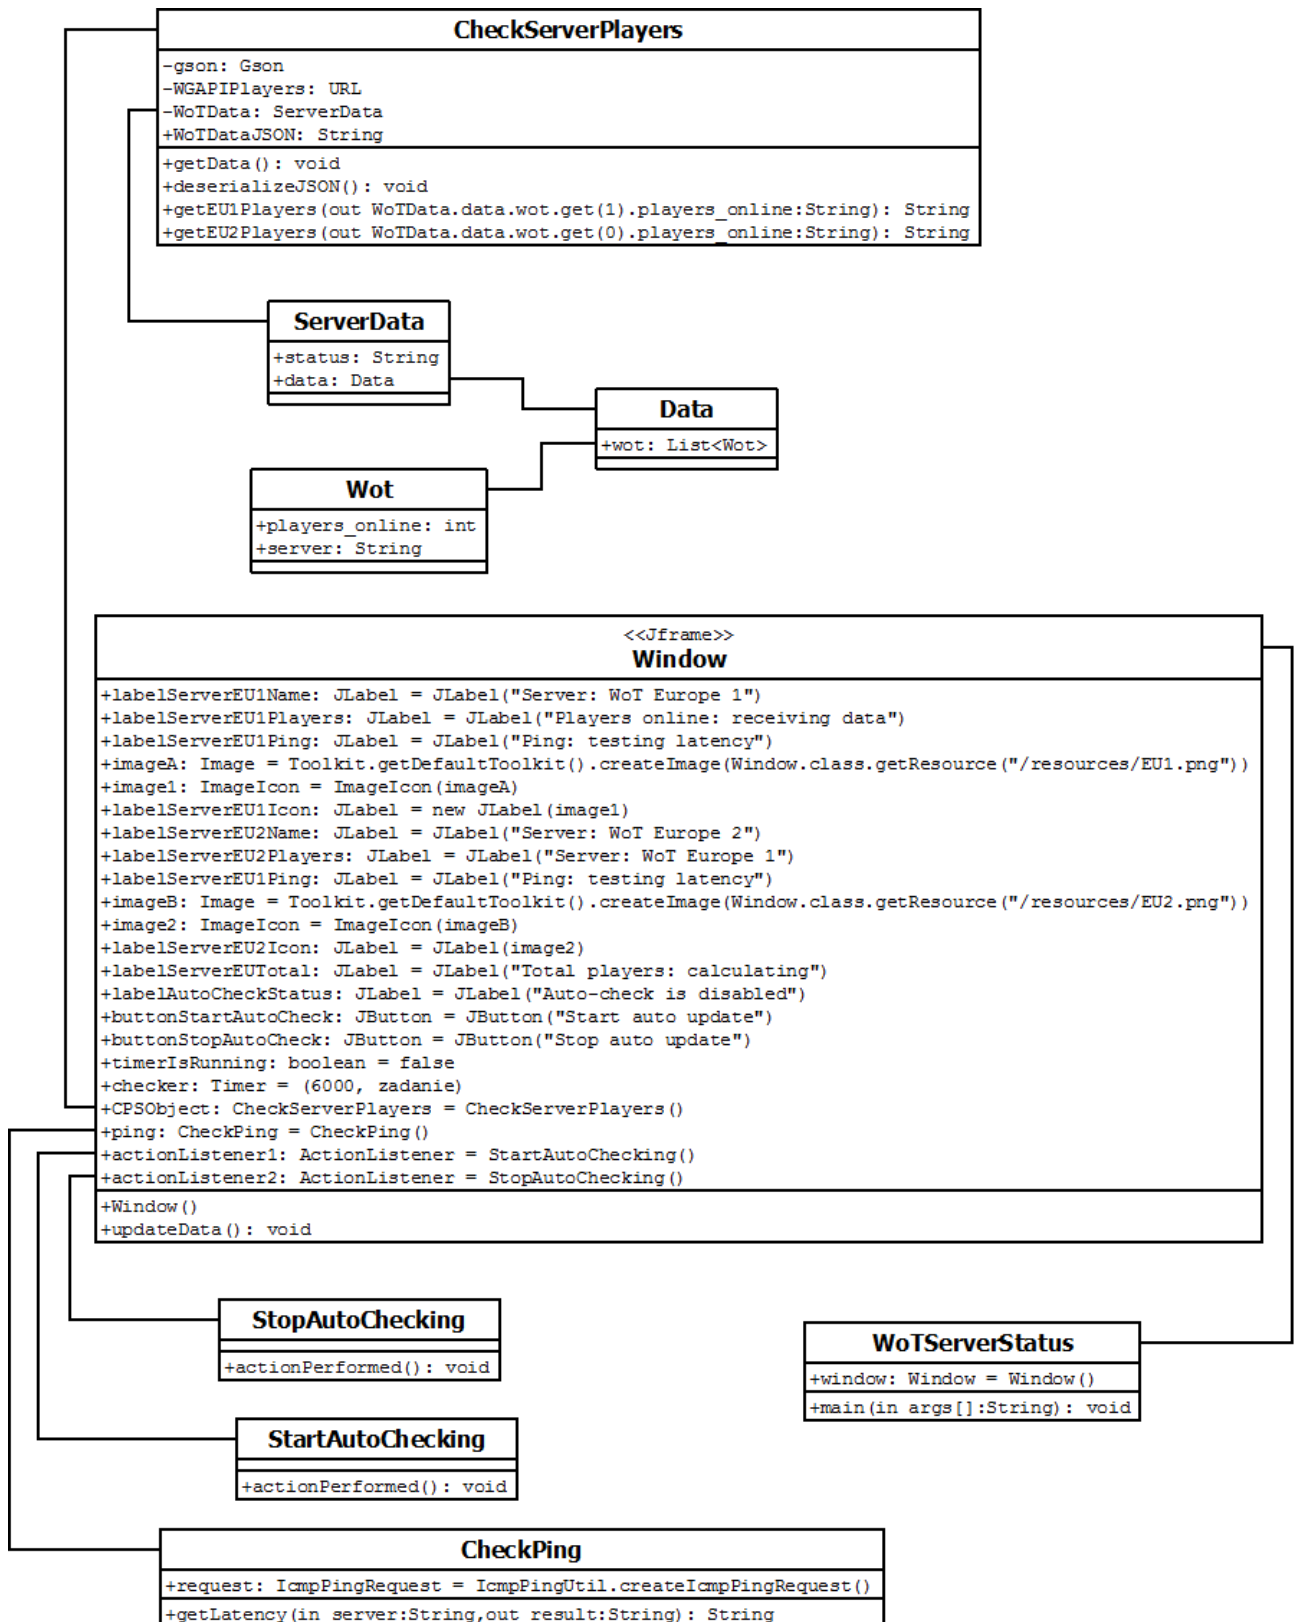 CheckServerPlayers
-gson: Gson
-WGAPIPlayers: URL
-WoTData: ServerData
+WoTDataJSON: String
+getData(): void
+deserializeJSON(): void
+getEU1Players(out WoTData.data.wot.get(1).players_online:String): String
+getEU2Players(out WoTData.data.wot.get(0).players_online:String): String
ServerData
+status: String
+data: Data
Data
+wot: List<Wot>
Wot
+players_online: int
+server: String
<<Jframe>>
Window
+labelServerEU1Name: JLabel = JLabel("Server: WoT Europe 1")
+labelServerEU1Players: JLabel = JLabel("Players online: receiving data")
+labelServerEU1Ping: JLabel = JLabel("Ping: testing latency")
+imageA: Image = Toolkit.getDefaultToolkit().createImage(Window.class.getResource("/resources/EU1.png"))
+image1: ImageIcon = ImageIcon(imageA)
+labelServerEU1Icon: JLabel = new JLabel(image1)
+labelServerEU2Name: JLabel = JLabel("Server: WoT Europe 2")
+labelServerEU2Players: JLabel = JLabel("Server: WoT Europe 1")
+labelServerEU1Ping: JLabel = JLabel("Ping: testing latency")
+imageB: Image = Toolkit.getDefaultToolkit().createImage(Window.class.getResource("/resources/EU2.png"))
+image2: ImageIcon = ImageIcon(imageB)
+labelServerEU2Icon: JLabel = JLabel(image2)
+labelServerEUTotal: JLabel = JLabel("Total players: calculating")
+labelAutoCheckStatus: JLabel = JLabel("Auto-check is disabled")
+buttonStartAutoCheck: JButton = JButton("Start auto update")
+buttonStopAutoCheck: JButton = JButton("Stop auto update")
+timerIsRunning: boolean = false
+checker: Timer = (6000, zadanie)
+CPSObject: CheckServerPlayers = CheckServerPlayers()
+ping: CheckPing = CheckPing()
+actionListener1: ActionListener = StartAutoChecking()
+actionListener2: ActionListener = StopAutoChecking()
+Window()
+updateData(): void
StopAutoChecking
+actionPerformed(): void
WoTServerStatus
+window: Window = Window()
+main(in args[]:String): void
StartAutoChecking
+actionPerformed(): void
CheckPing
+request: IcmpPingRequest = IcmpPingUtil.createIcmpPingRequest()
+getLatency(in server:String,out result:String): String